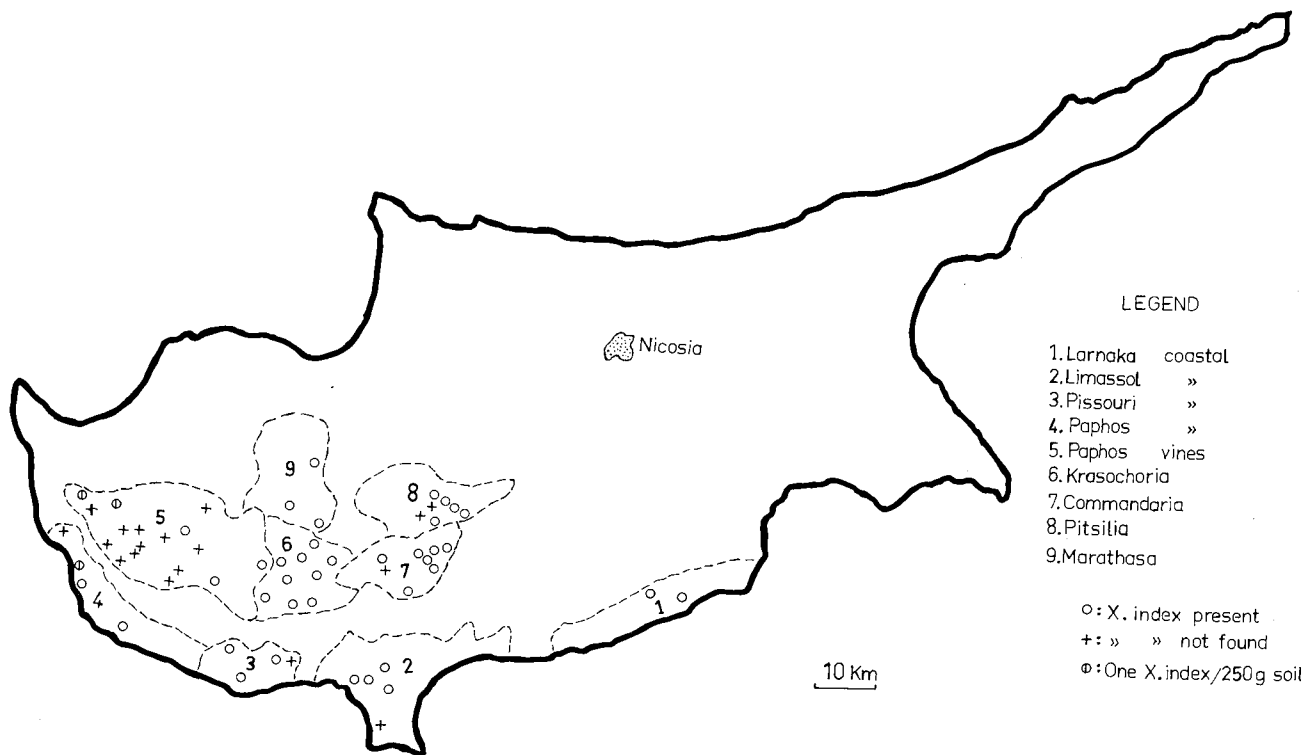 Nicosia
LEGEND
1. Larnaka coastal
2. Limassol »
3. Pissouri »
4. Paphos »
5. Paphos vines
6. Krasochoria
7. Commandaria
8. Pitsilia
9. Marathasa
9
8
5
6
7
4
1
3
2
10 Km
○: X. index present
+: » » not found
⦶: One X. index/250g soil